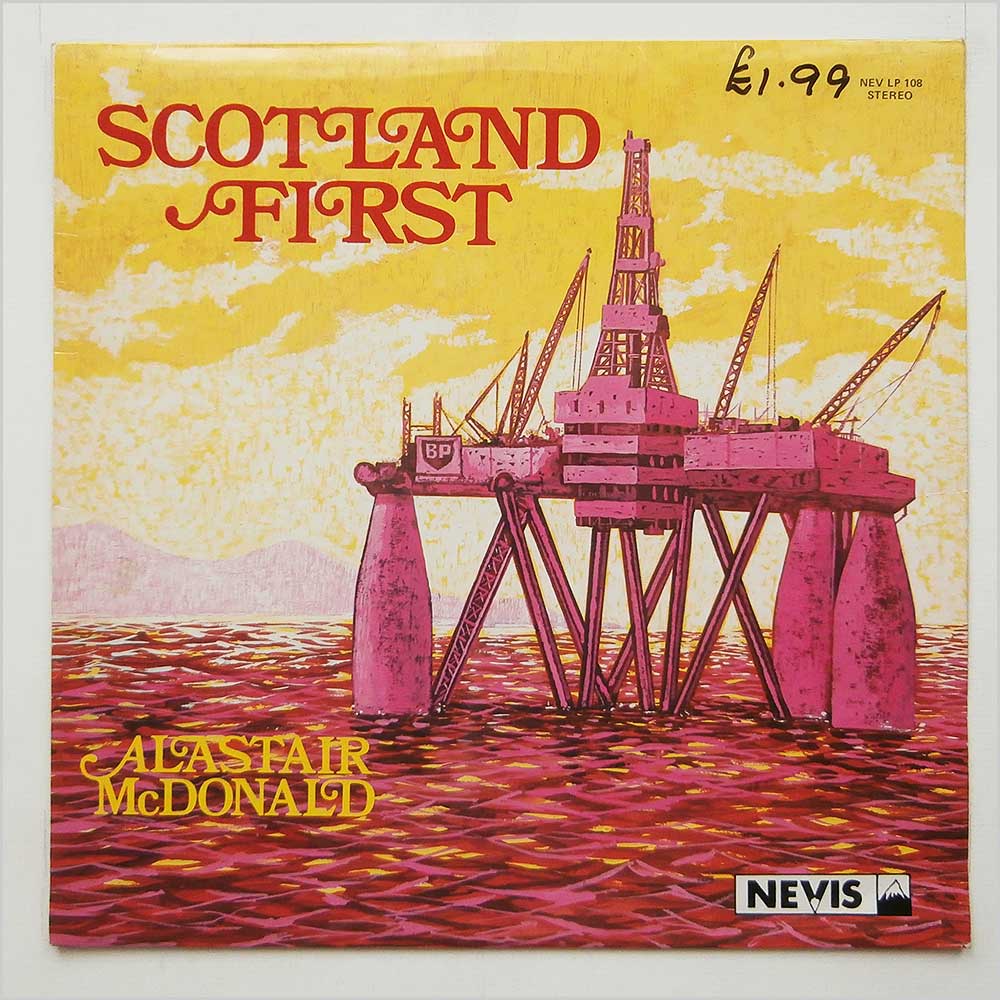 £1.99
NEV LP 108
STEREO
SCOTLAND
FIRST
BP
ALASTAIR
McDONALD
NEVIS